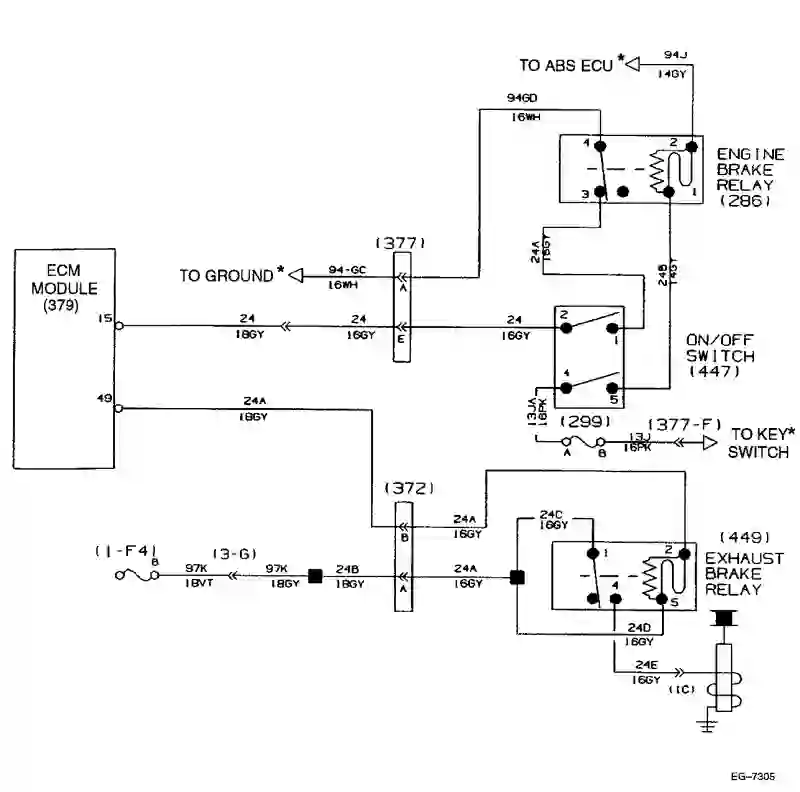 94J
TO ABS ECU *
14GY
94GD
16WH
4
2
ENGINE
BRAKE
RELAY
(286)
3
1
24A
16GY
24B
14GY
(377)
ECM
MODULE
(379)
TO GROUND *
94-GC
16WH
A
15
24
18GY
24
16GY
E
24
16GY
2
1
ON/OFF
SWITCH
(447)
4
5
49
24A
18GY
13JA
16PK
(299)
(377-F)
A
B
13J
16PK
TO KEY*
SWITCH
(372)
B
24A
16GY
24C
16GY
1
2
(449)
EXHAUST
BRAKE
RELAY
(1-F4)
B
(3-G)
97K
18VT
97K
18GY
24B
18GY
A
24A
16GY
4
5
24D
16GY
24E
16GY
(1C)
EG-7305